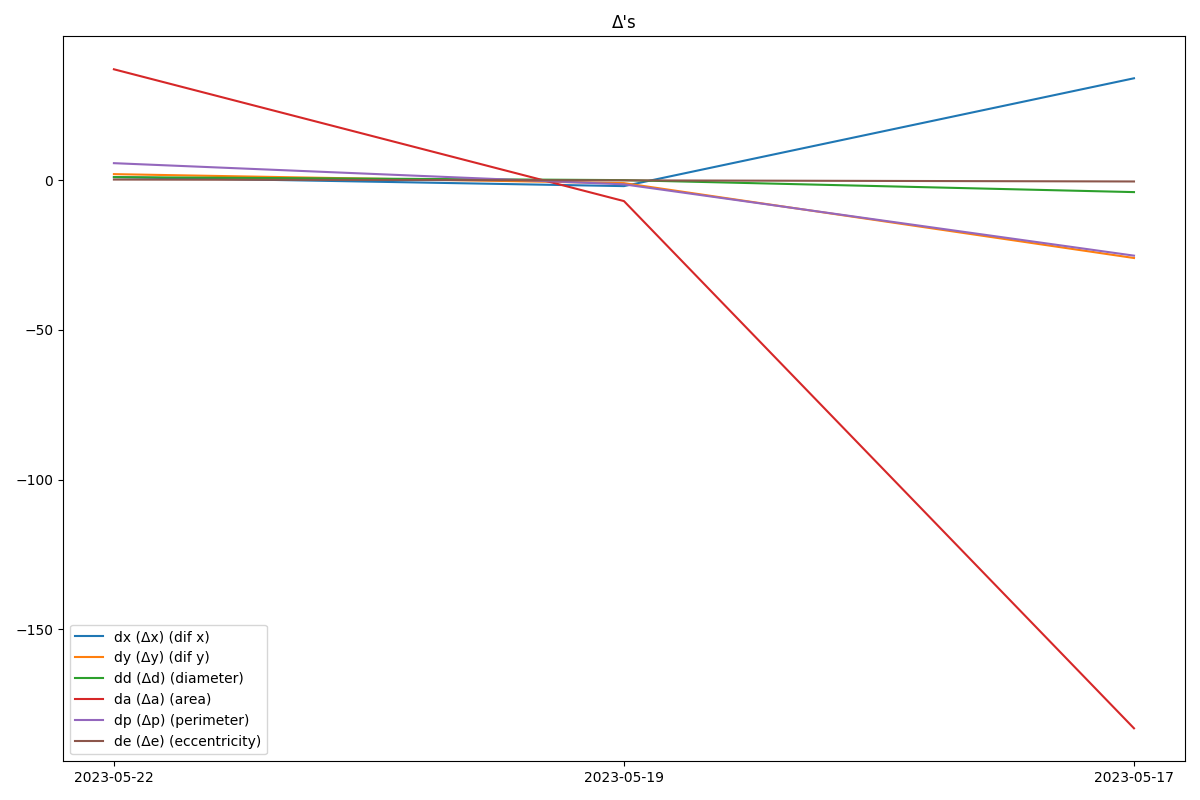 Δ's
0
−50
−100
−150
dx (Δx) (dif x)
dy (Δy) (dif y)
dd (Δd) (diameter)
da (Δa) (area)
dp (Δp) (perimeter)
de (Δe) (eccentricity)
2023-05-22 2023-05-19 2023-05-17